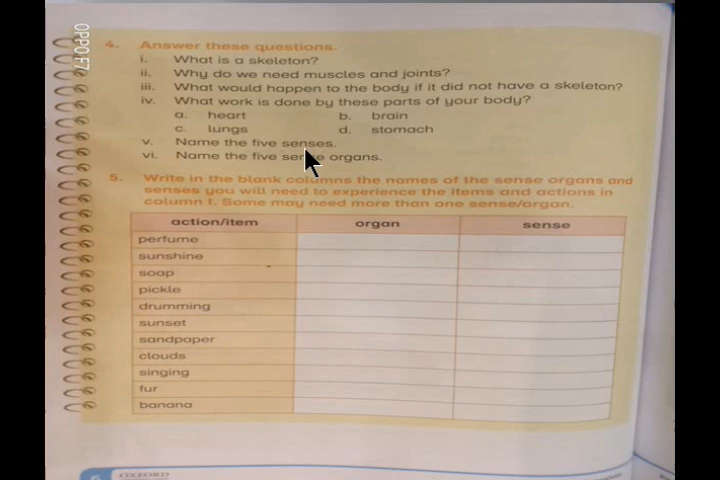 OPPO F7
4. Answer these questions.
i. What is a skeleton?
ii. Why do we need muscles and joints?
iii. What would happen to the body if it did not have a skeleton?
iv. What work is done by these parts of your body?
a. heart b. brain
c. lungs d. stomach
v. Name the five senses.
vi. Name the five sense organs.
5. Write in the blank columns the names of the sense organs and
senses you will need to experience the items and actions in
column 1. Some may need more than one sense/organ.
action/item organ sense
perfume
sunshine
soap
pickle
drumming
sunset
sandpaper
clouds
singing
fur
banana
6 OXFORD